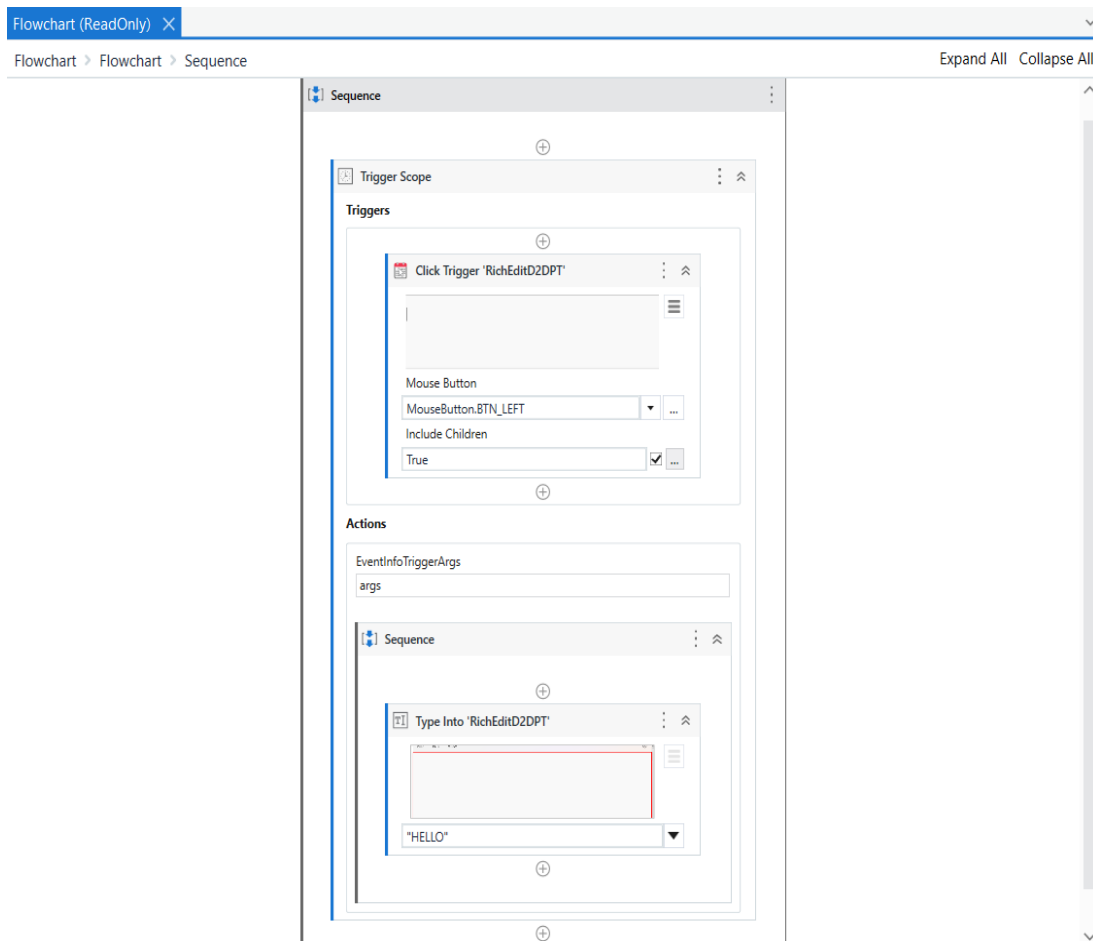 Flowchart (ReadOnly)
Flowchart > Flowchart > Sequence
Expand All Collapse All
Sequence
Trigger Scope
Triggers
Click Trigger 'RichEditD2DPT'
Mouse Button
MouseButton.BTN_LEFT
...
Include Children
True
...
Actions
EventInfoTriggerArgs
args
Sequence
Type Into 'RichEditD2DPT'
"HELLO"